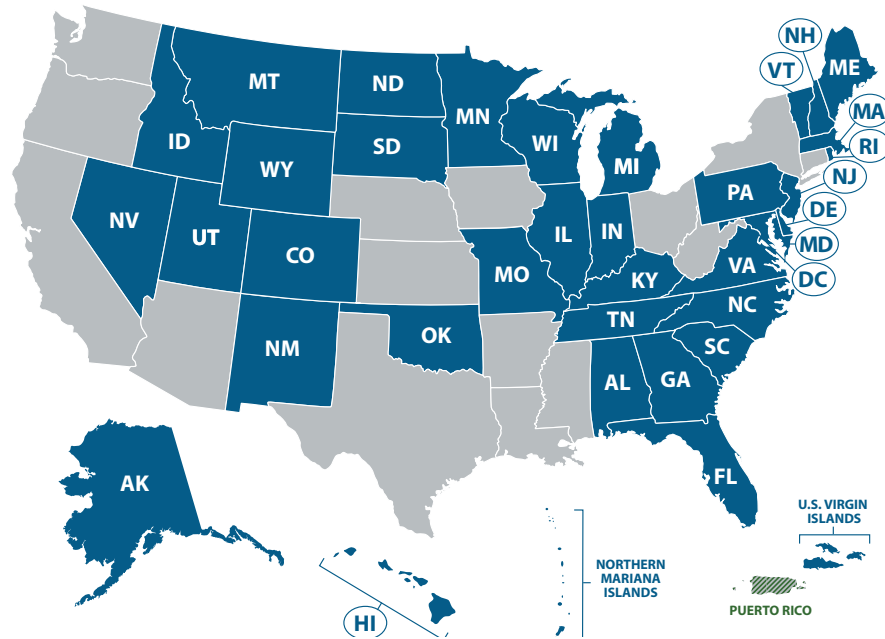 NH
VT
ME
MT
ND
MN
MA
ID
SD
WI
RI
MI
WY
NJ
PA
NV
DE
UT
CO
IL
IN
MD
MO
KY
VA
DC
NC
TN
OK
NM
SC
AL
GA
FL
AK
U.S. VIRGIN
ISLANDS
NORTHERN
MARIANA
ISLANDS
PUERTO RICO
HI